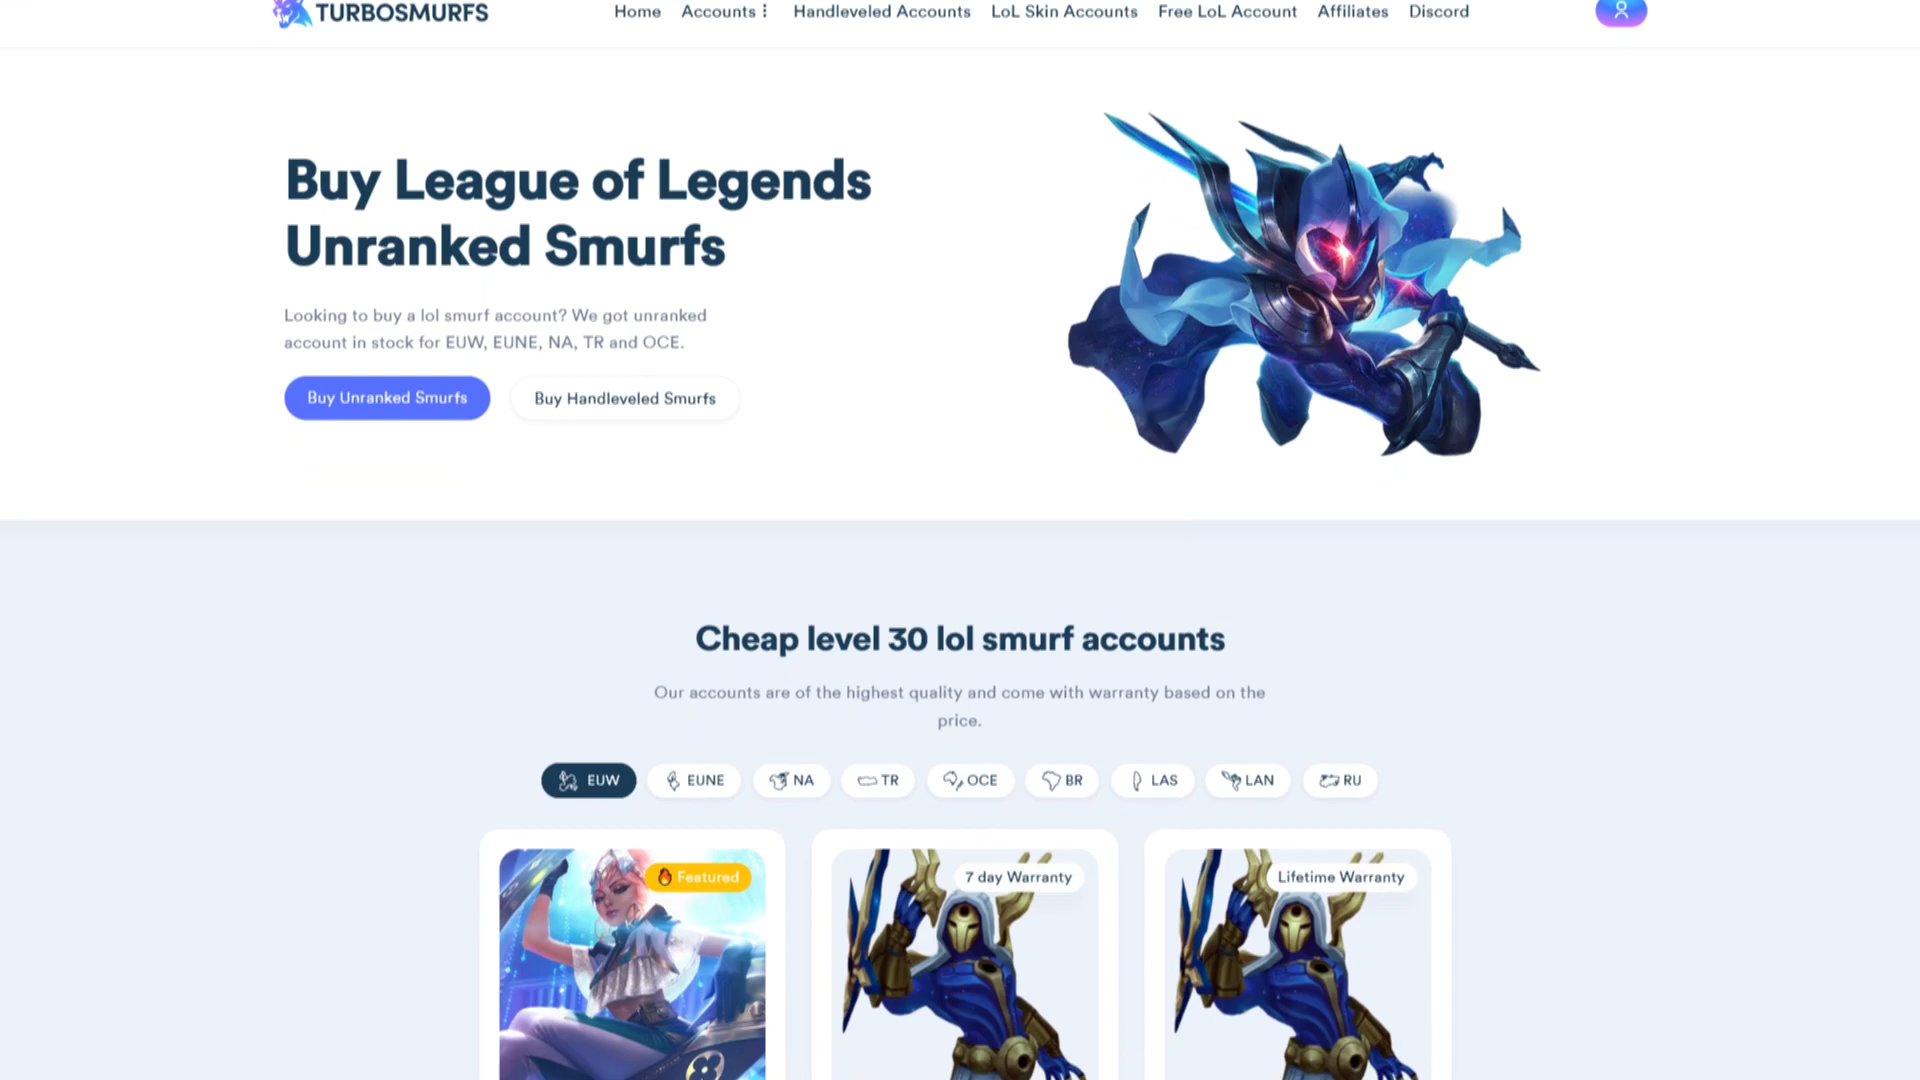 TURBOSMURFS
Home Accounts Handleveled Accounts LoL Skin Accounts Free LoL Account Affiliates Discord
Buy League of Legends
Unranked Smurfs
Looking to buy a lol smurf account? We got unranked
account in stock for EUW, EUNE, NA, TR and OCE.
Buy Unranked Smurfs Buy Handleveled Smurfs
Cheap level 30 lol smurf accounts
Our accounts are of the highest quality and come with warranty based on the
price.
EUW EUNE NA TR OCE BR LAS LAN RU
Featured 7 day Warranty Lifetime Warranty